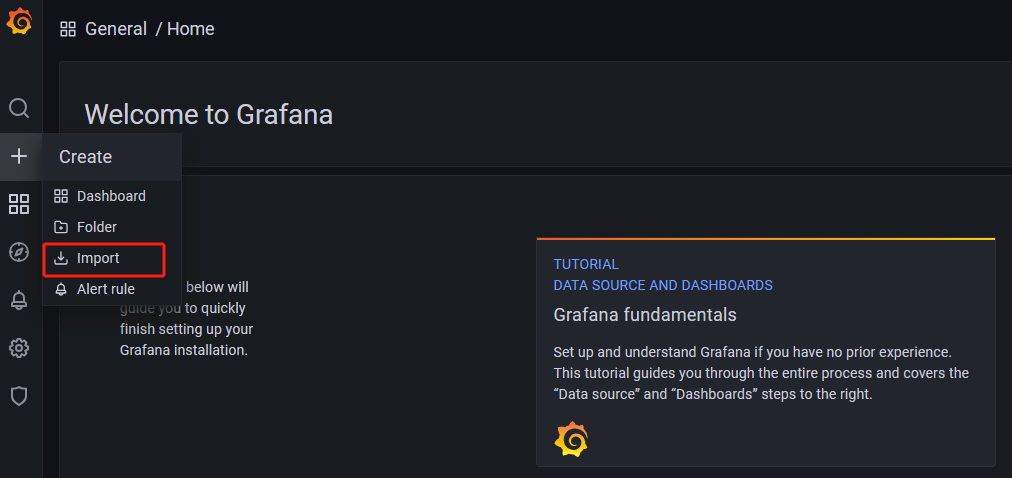 General / Home
Welcome to Grafana
Create
Dashboard
Folder
Import
Alert rule
below will
guide you to quickly
finish setting up your
Grafana installation.
TUTORIAL
DATA SOURCE AND DASHBOARDS
Grafana fundamentals
Set up and understand Grafana if you have no prior experience.
This tutorial guides you through the entire process and covers the
“Data source” and “Dashboards” steps to the right.